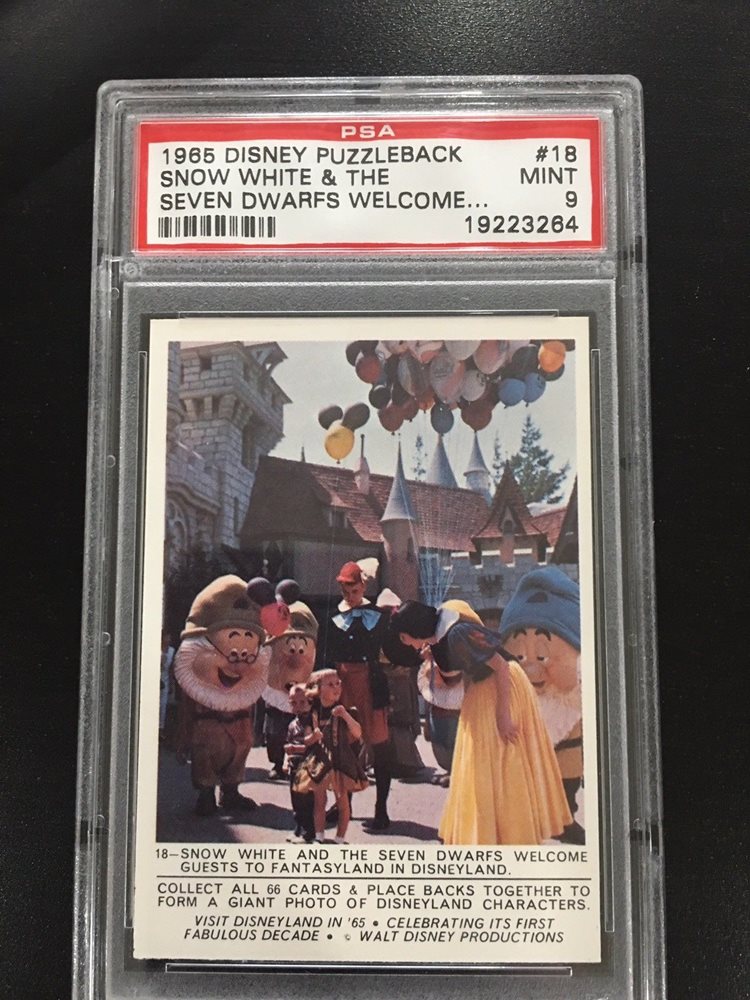 PSA
1965 DISNEY PUZZLEBACK #18
SNOW WHITE & THE MINT
SEVEN DWARFS WELCOME... 9
19223264
18—SNOW WHITE AND THE SEVEN DWARFS WELCOME
GUESTS TO FANTASYLAND IN DISNEYLAND.
COLLECT ALL 66 CARDS & PLACE BACKS TOGETHER TO
FORM A GIANT PHOTO OF DISNEYLAND CHARACTERS.
VISIT DISNEYLAND IN '65 • CELEBRATING ITS FIRST
FABULOUS DECADE • © WALT DISNEY PRODUCTIONS